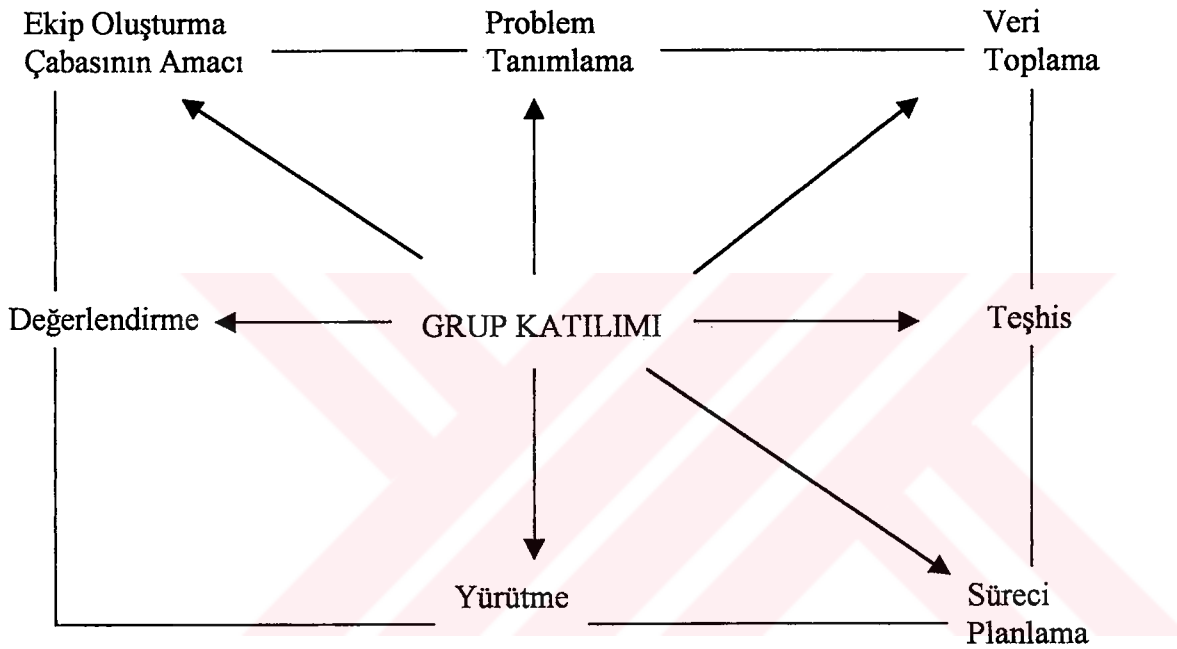 Ekip Oluşturma
Çabasının Amacı
Problem
Tanımlama
Veri
Toplama
Değerlendirme
GRUP KATILIMI
Teşhis
Yürütme
Süreci
Planlama